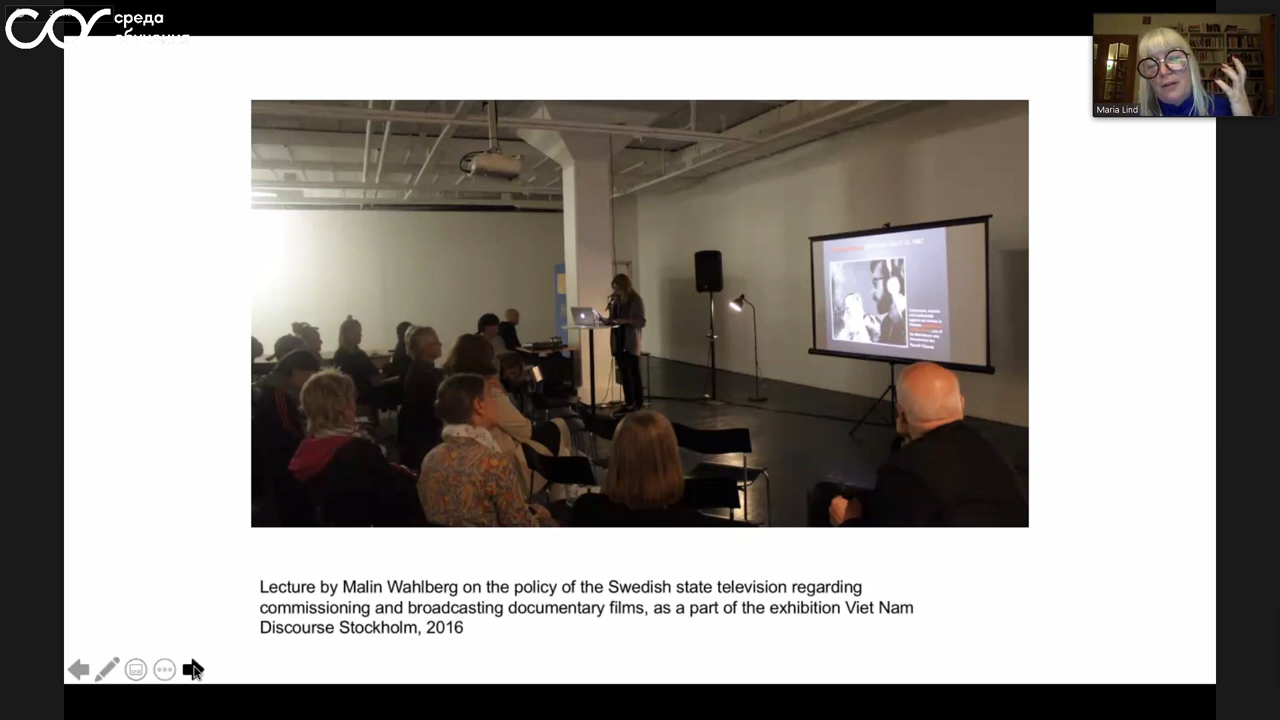 среда
обучения
Maria Lind
Lecture by Malin Wahlberg on the policy of the Swedish state television regarding
commissioning and broadcasting documentary films, as a part of the exhibition Viet Nam
Discourse Stockholm, 2016